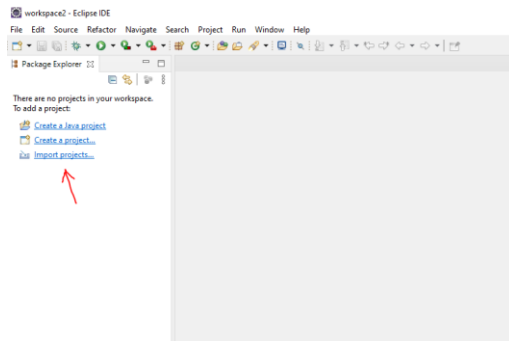 workspace2 - Eclipse IDE
File Edit Source Refactor Navigate Search Project Run Window Help
Package Explorer
There are no projects in your workspace.
To add a project:
Create a Java project
Create a project...
Import projects...